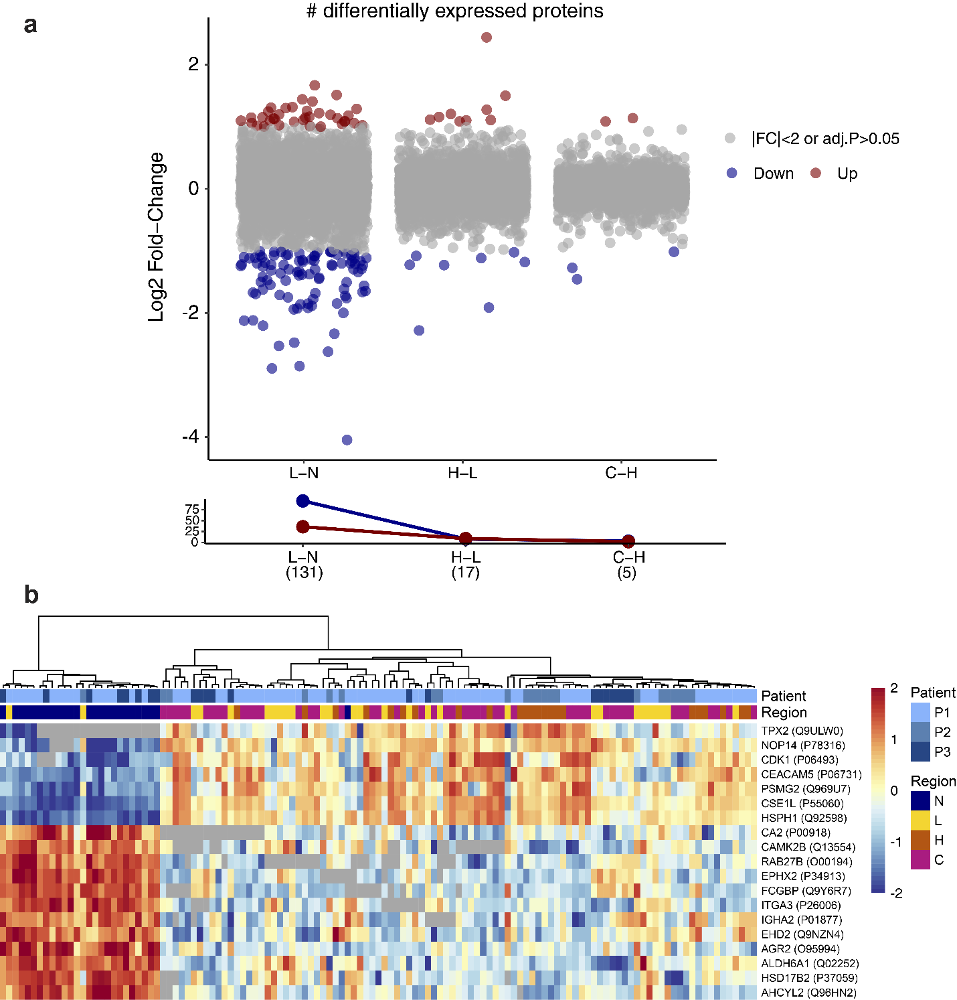 a
# differentially expressed proteins
Log2 Fold−Change
2
0
-2
-4
L−N
H−L
C−H
|FC|<2 or adj.P>0.05
Down
Up
75
50
25
0
L−N
(131)
H−L
(17)
C−H
(5)
b
Patient
Region
TPX2 (Q9ULW0)
NOP14 (P78316)
CDK1 (P06493)
CEACAM5 (P06731)
PSMG2 (Q969U7)
CSE1L (P55060)
HSPH1 (Q92598)
CA2 (P00918)
CAMK2B (Q13554)
RAB27B (O00194)
EPHX2 (P34913)
FCGBP (Q9Y6R7)
ITGA3 (P26006)
IGHA2 (P01877)
EHD2 (Q9NZN4)
AGR2 (O95994)
ALDH6A1 (Q02252)
HSD17B2 (P37059)
AHCYL2 (Q96HN2)
2
1
0
-1
-2
Patient
P1
P2
P3
Region
N
L
H
C